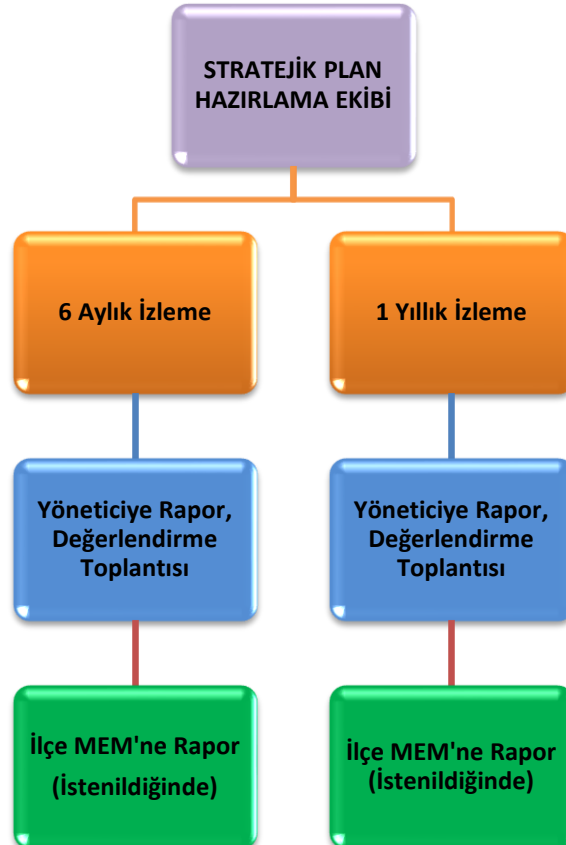 STRATEJİK PLAN
HAZIRLAMA EKİBİ
6 Aylık İzleme
1 Yıllık İzleme
Yöneticiye Rapor,
Değerlendirme
Toplantısı
Yöneticiye Rapor,
Değerlendirme
Toplantısı
İlçe MEM'ne Rapor
(İstenildiğinde)
İlçe MEM'ne Rapor
(İstenildiğinde)